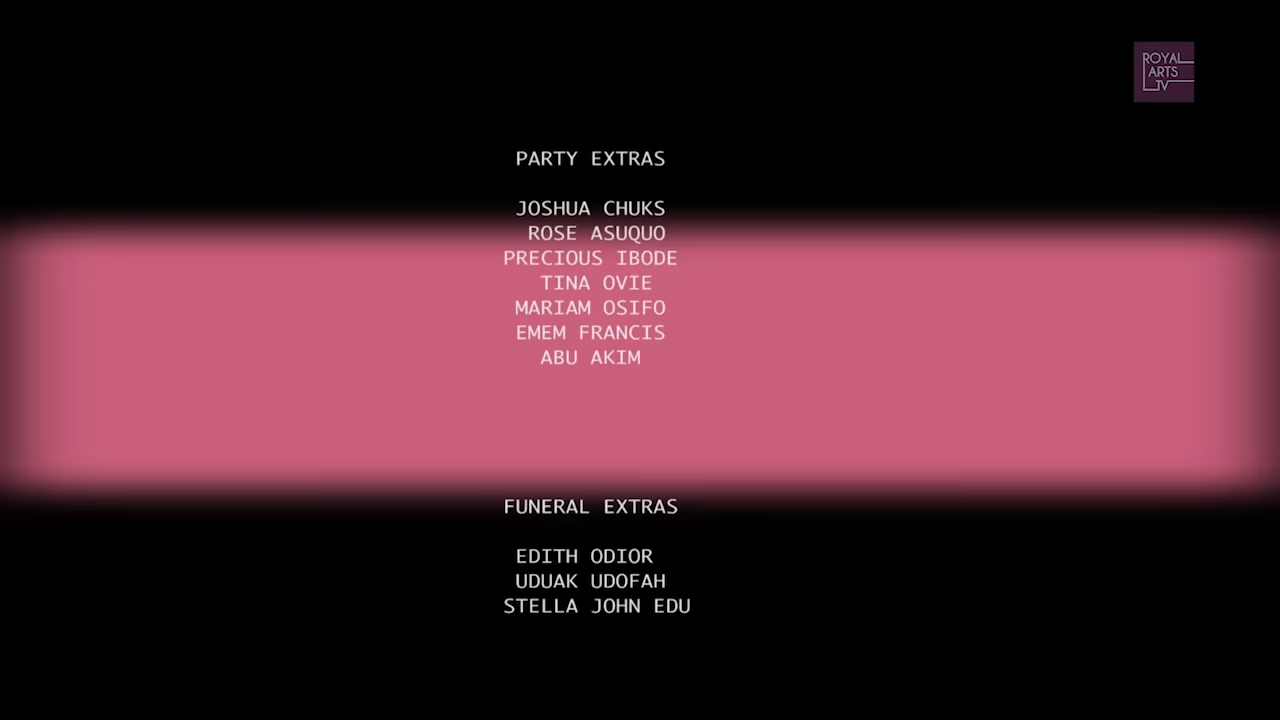 ROYAL
ARTS
TV
PARTY EXTRAS
JOSHUA CHUKS
ROSE ASUQUO
PRECIOUS IBODE
TINA OVIE
MARIAM OSIFO
EMEM FRANCIS
ABU AKIM
FUNERAL EXTRAS
EDITH ODIOR
UDUAK UDOFAH
STELLA JOHN EDU